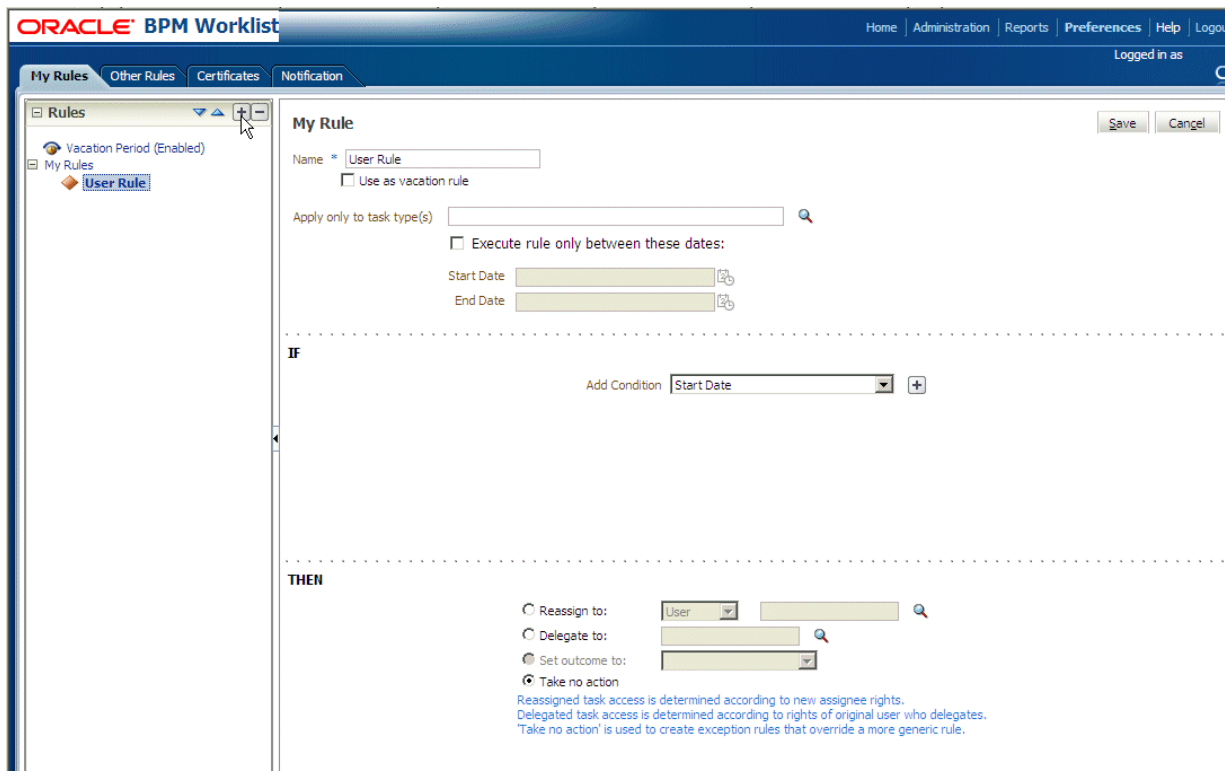 ORACLE BPM Worklist
Home Administration Reports Preferences Help Logou
Logged in as
My Rules Other Rules Certificates Notification
Rules
Vacation Period (Enabled)
My Rules
User Rule
My Rule
Save Cancel
Name * User Rule
Use as vacation rule
Apply only to task type(s)
Execute rule only between these dates:
Start Date
End Date
IF
Add Condition Start Date
THEN
Reassign to: User
Delegate to:
Set outcome to:
Take no action
Reassigned task access is determined according to new assignee rights.
Delegated task access is determined according to rights of original user who delegates.
'Take no action' is used to create exception rules that override a more generic rule.